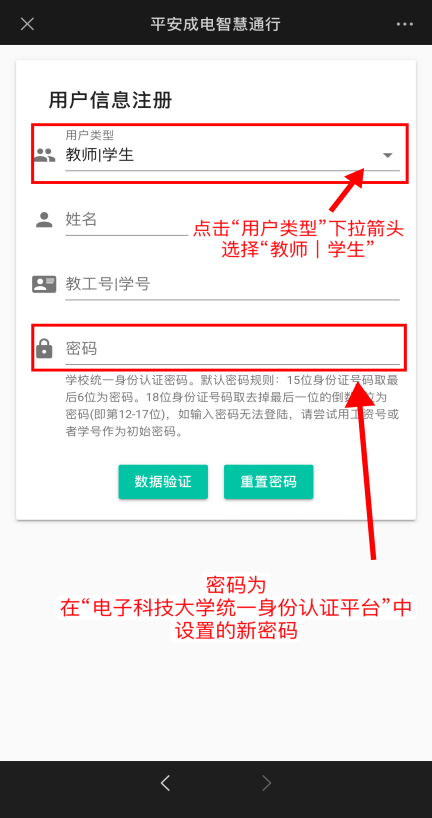 平安成电智慧通行
用户信息注册
用户类型
教师|学生
姓名
点击“用户类型”下拉箭头
选择“教师｜学生”
教工号|学号
密码
学校统一身份认证密码。默认密码规则：15位身份证号码取最
后6位为密码。18位身份证号码取去掉最后一位的倒数位为
密码(即第12-17位)，如输入密码无法登陆，请尝试用工资号或
者学号作为初始密码。
数据验证
重置密码
密码为
在“电子科技大学统一身份认证平台”中
设置的新密码